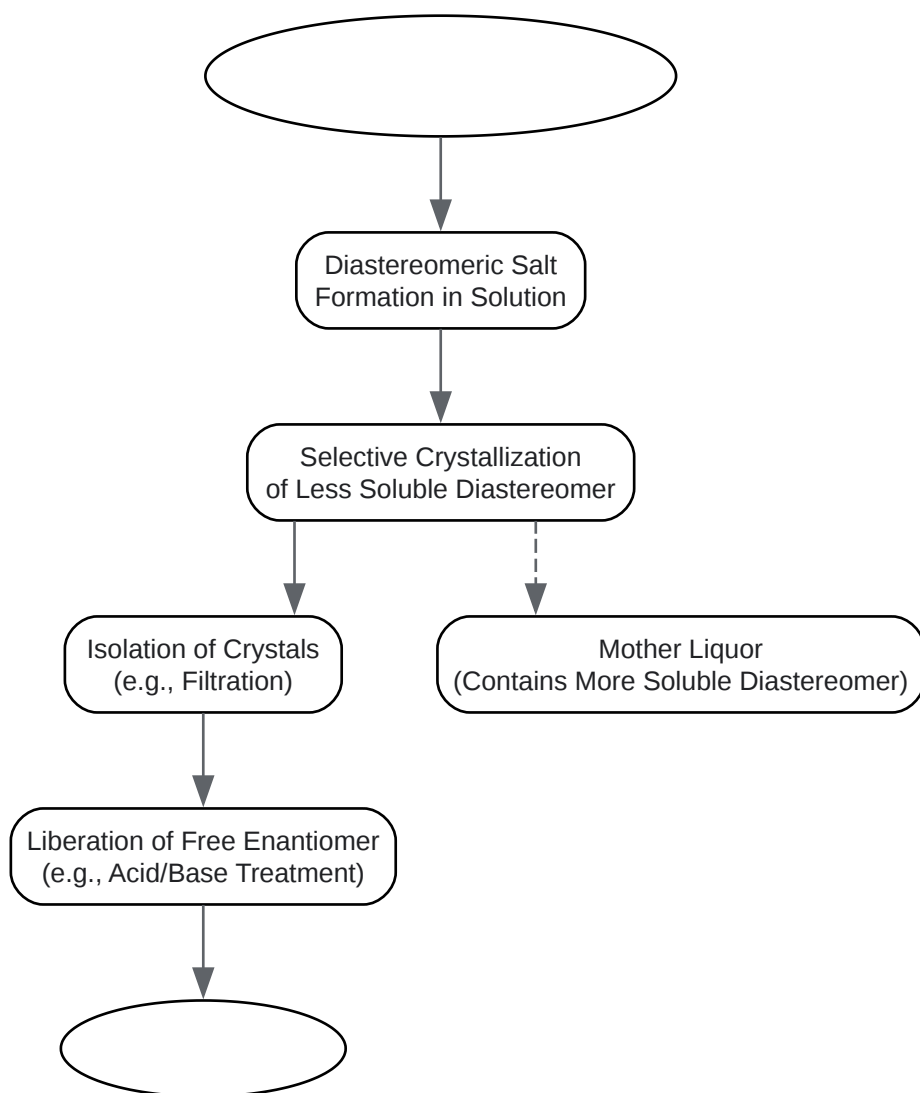 Diastereomeric Salt
Formation in Solution
Selective Crystallization
of Less Soluble Diastereomer
Isolation of Crystals
(e.g., Filtration)
Mother Liquor
(Contains More Soluble Diastereomer)
Liberation of Free Enantiomer
(e.g., Acid/Base Treatment)